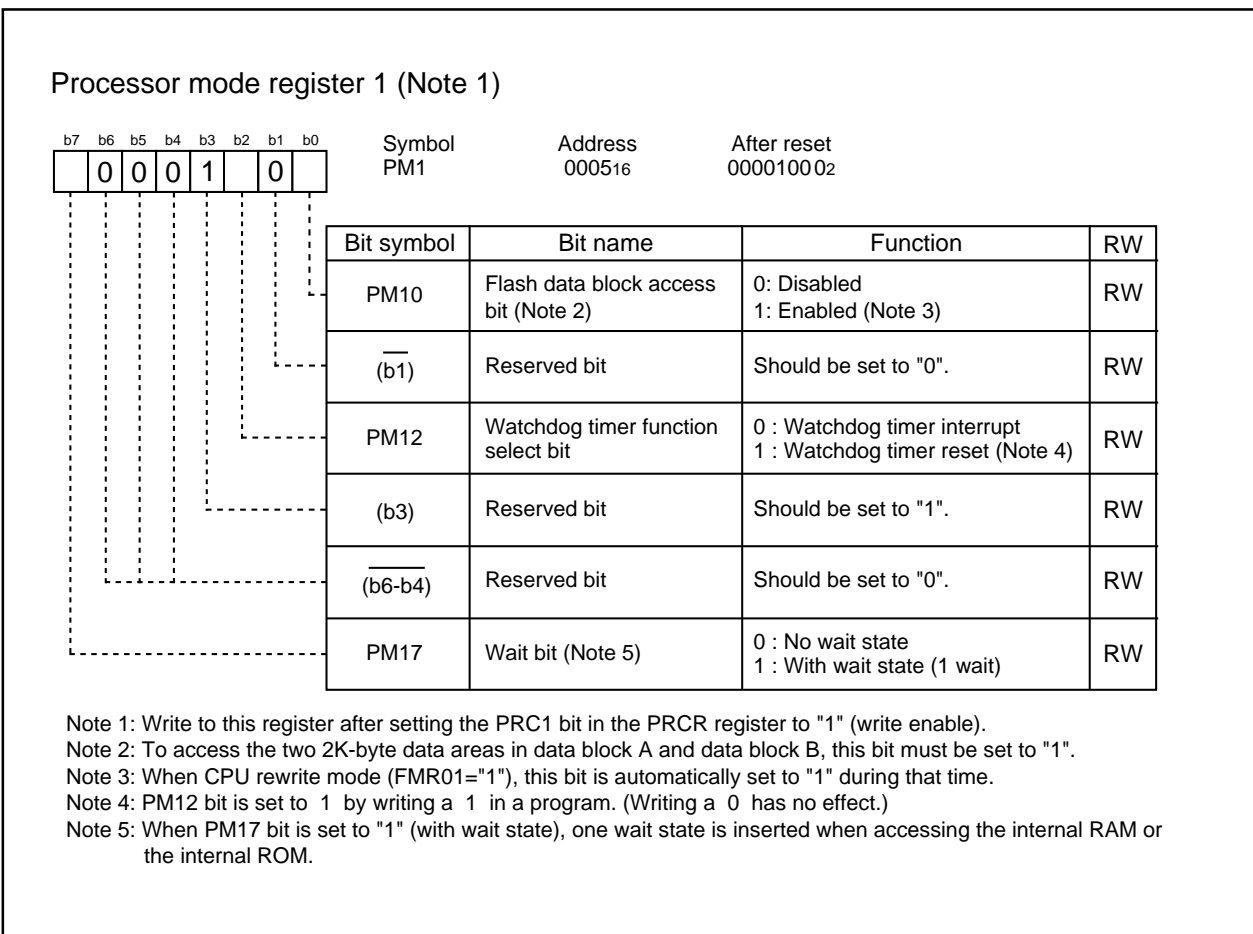 Processor mode register 1 (Note 1)
b7 b6 b5 b4 b3 b2 b1 b0
0 0 0 1 0
Symbol Address After reset
PM1 000516 000010002
Bit symbol Bit name Function RW
PM10 Flash data block access bit (Note 2) 0: Disabled 1: Enabled (Note 3) RW
(b1) Reserved bit Should be set to "0". RW
PM12 Watchdog timer function select bit 0 : Watchdog timer interrupt 1 : Watchdog timer reset (Note 4) RW
(b3) Reserved bit Should be set to "1". RW
(b6-b4) Reserved bit Should be set to "0". RW
PM17 Wait bit (Note 5) 0 : No wait state 1 : With wait state (1 wait) RW
Note 1: Write to this register after setting the PRC1 bit in the PRCR register to "1" (write enable).
Note 2: To access the two 2K-byte data areas in data block A and data block B, this bit must be set to "1".
Note 3: When CPU rewrite mode (FMR01="1"), this bit is automatically set to "1" during that time.
Note 4: PM12 bit is set to 1 by writing a 1 in a program. (Writing a 0 has no effect.)
Note 5: When PM17 bit is set to "1" (with wait state), one wait state is inserted when accessing the internal RAM or
the internal ROM.